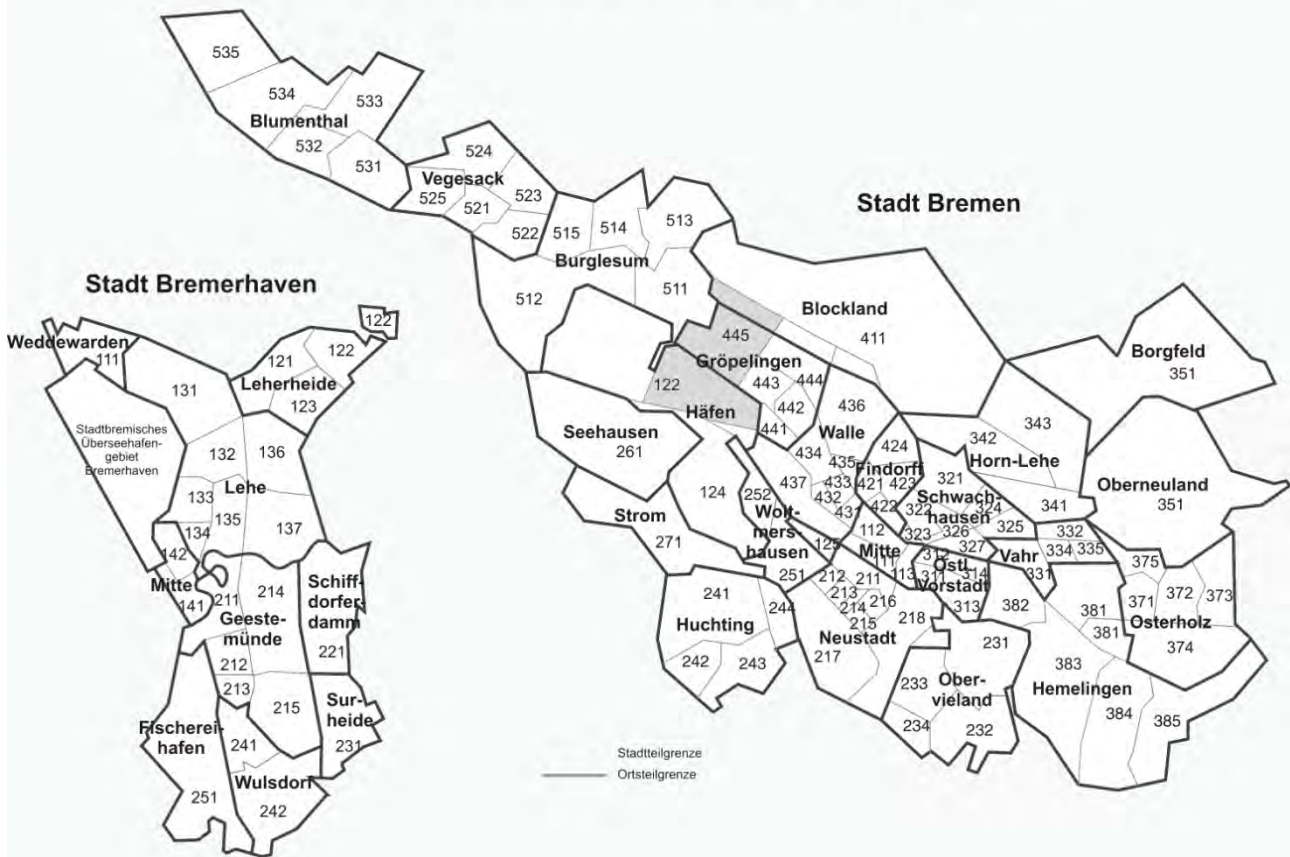 535
534
533
Blumenthal
532
531
524
Vegesack
525
523
521
522
515
514
513
Stadt Bremen
Burglesum
512
511
Blockland
411
445
Gröpelingen
443
444
442
441
122
Häfen
Borgfeld
351
436
Walle
434
435
437
433
432
431
424
Findorff
421
423
422
343
342
Horn-Lehe
341
Oberneuland
351
Seehausen
261
Strom
271
124
252
Wolt-
mers-
hausen
125
251
321
Schwach-
hausen
322
324
323
326
325
327
112
Mitte
111
113
312
Östl.
Vorstadt
311
314
313
Vahr
332
334
335
331
375
371
372
373
Osterholz
374
241
244
Huchting
242
243
212
211
213
214
216
215
218
Neustadt
217
382
381
381
383
Hemelingen
384
385
231
233
Ober-
vieland
234
232
Stadt Bremerhaven
Weddewarden
111
122
121
122
Leherheide
123
131
Stadtbremisches
Überseehafen-
gebiet
Bremerhaven
132
136
Lehe
133
135
134
137
142
Mitte
141
211
214
Geeste-
münde
212
213
215
Schiff-
dorfer-
damm
221
Sur-
heide
231
Fischerei-
hafen
251
241
Wulsdorf
242
Stadtteilgrenze
Ortsteilgrenze